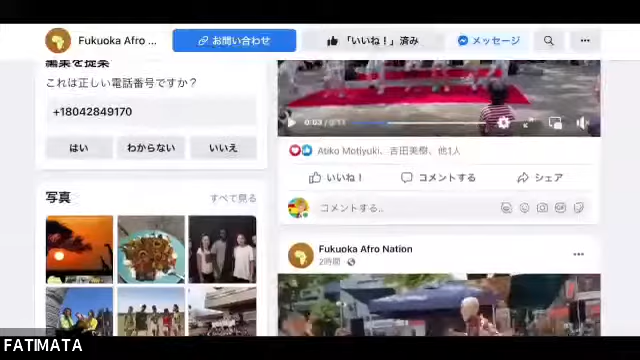 Fukuoka Afro ...
お問い合わせ
「いいね！」済み
メッセージ
編集を提案
これは正しい電話番号ですか？
+18042849170
はい
わからない
いいえ
写真
すべて見る
0:03 / 0:11
Atiko Motiyuki、吉田美樹、他1人
いいね！
コメントする
シェア
コメントする...
Fukuoka Afro Nation
2時間
FATIMATA